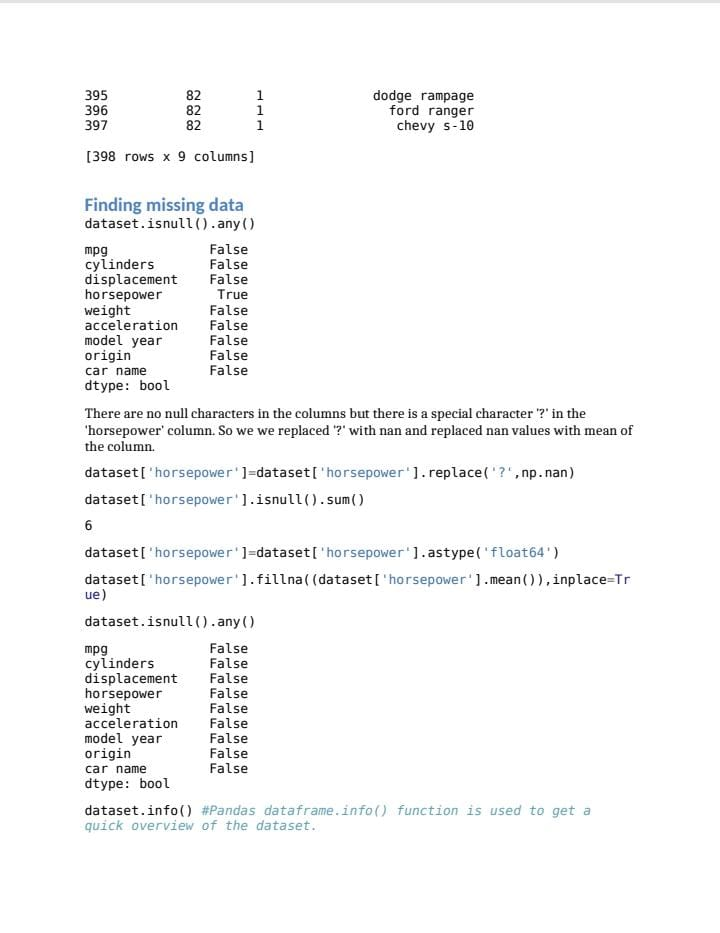 395 82 1 dodge rampage
396 82 1 ford ranger
397 82 1 chevy s-10
[398 rows x 9 columns]
Finding missing data
dataset.isnull().any()
mpg False
cylinders False
displacement False
horsepower True
weight False
acceleration False
model year False
origin False
car name False
dtype: bool
There are no null characters in the columns but there is a special character '?' in the
'horsepower' column. So we we replaced '?' with nan and replaced nan values with mean of
the column.
dataset['horsepower']=dataset['horsepower'].replace('?',np.nan)
dataset['horsepower'].isnull().sum()
6
dataset['horsepower']=dataset['horsepower'].astype('float64')
dataset['horsepower'].fillna((dataset['horsepower'].mean()),inplace=Tr
ue)
dataset.isnull().any()
mpg False
cylinders False
displacement False
horsepower False
weight False
acceleration False
model year False
origin False
car name False
dtype: bool
dataset.info() #Pandas dataframe.info() function is used to get a
quick overview of the dataset.